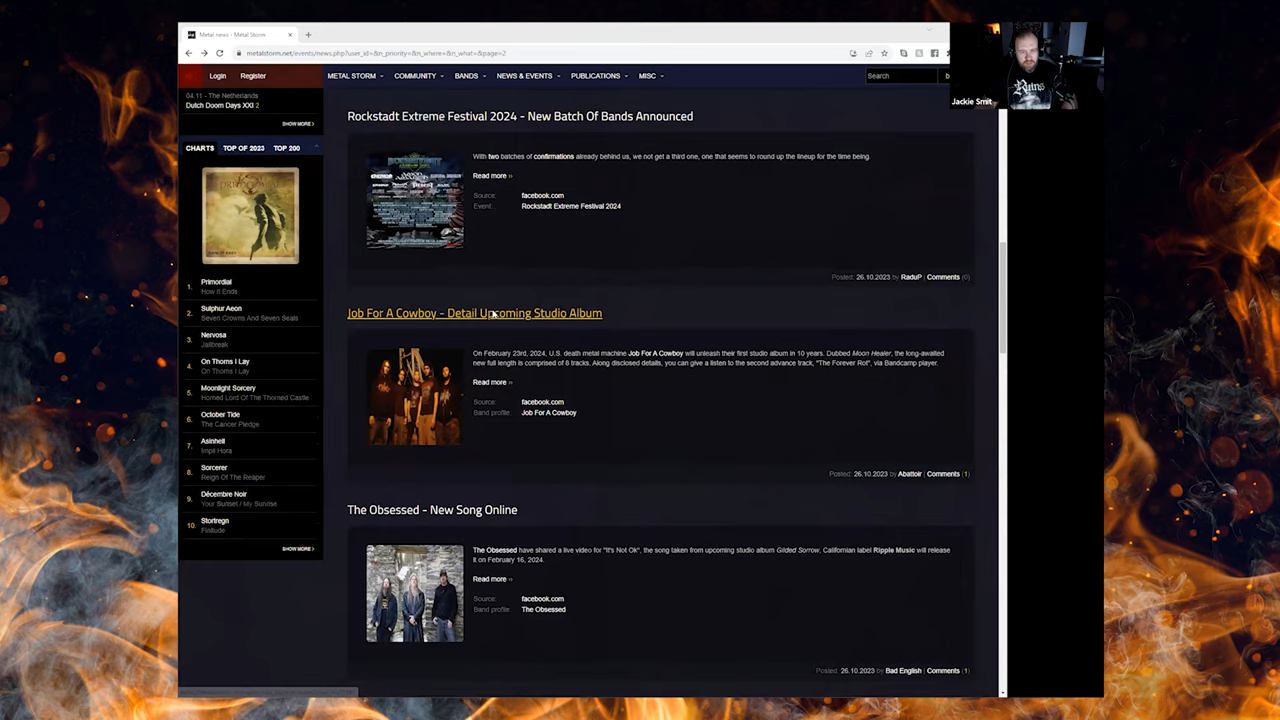 Metal news - Metal Storm
metalstorm.net/events/news.php?user_id=&n_priority=&n_where=&n_what=&page=2
Login Register METAL STORM COMMUNITY BANDS NEWS & EVENTS PUBLICATIONS MISC Search
Jackie Smit
Ruins
04.11 - The Netherlands
Dutch Doom Days XXI 2
SHOW MORE
CHARTS TOP OF 2023 TOP 200
PRIMORDIAL
1. Primordial
How It Ends
2. Sulphur Aeon
Seven Crowns And Seven Seals
3. Nervosa
Jailbreak
4. On Thorns I Lay
On Thorns I Lay
5. Moonlight Sorcery
Horned Lord Of The Thorned Castle
6. October Tide
The Cancer Pledge
7. Asinhell
Impii Hora
8. Sorcerer
Reign Of The Reaper
9. Décembre Noir
Your Sunset / My Sunrise
10. Stortregn
Finitude
SHOW MORE
Rockstadt Extreme Festival 2024 - New Batch Of Bands Announced
With two batches of confirmations already behind us, we not get a third one, one that seems to round up the lineup for the time being.
Read more ››
Source: facebook.com
Event: Rockstadt Extreme Festival 2024
Posted: 26.10.2023 by RaduP | Comments (0)
Job For A Cowboy - Detail Upcoming Studio Album
On February 23rd, 2024, U.S. death metal machine Job For A Cowboy will unleash their first studio album in 10 years. Dubbed Moon Healer, the long-awaited
new full length is comprised of 8 tracks. Along disclosed details, you can give a listen to the second advance track, "The Forever Rot", via Bandcamp player.
Read more ››
Source: facebook.com
Band profile: Job For A Cowboy
Posted: 26.10.2023 by Abattoir | Comments (1)
The Obsessed - New Song Online
The Obsessed have shared a live video for "It's Not Ok", the song taken from upcoming studio album Gilded Sorrow, Californian label Ripple Music will release
it on February 16, 2024.
Read more ››
Source: facebook.com
Band profile: The Obsessed
Posted: 26.10.2023 by Bad English | Comments (1)